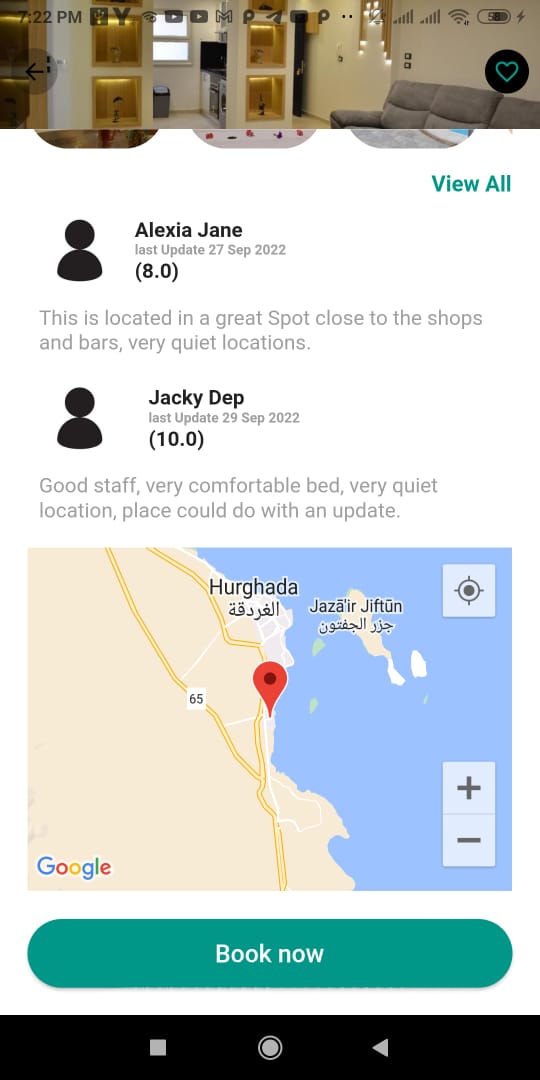 7:22 PM
58
View All
Alexia Jane
last Update 27 Sep 2022
(8.0)
This is located in a great Spot close to the shops
and bars, very quiet locations.
Jacky Dep
last Update 29 Sep 2022
(10.0)
Good staff, very comfortable bed, very quiet
location, place could do with an update.
Hurghada
الغردقة
Jazā'ir Jiftūn
جزر الجفتون
65
Google
Book now